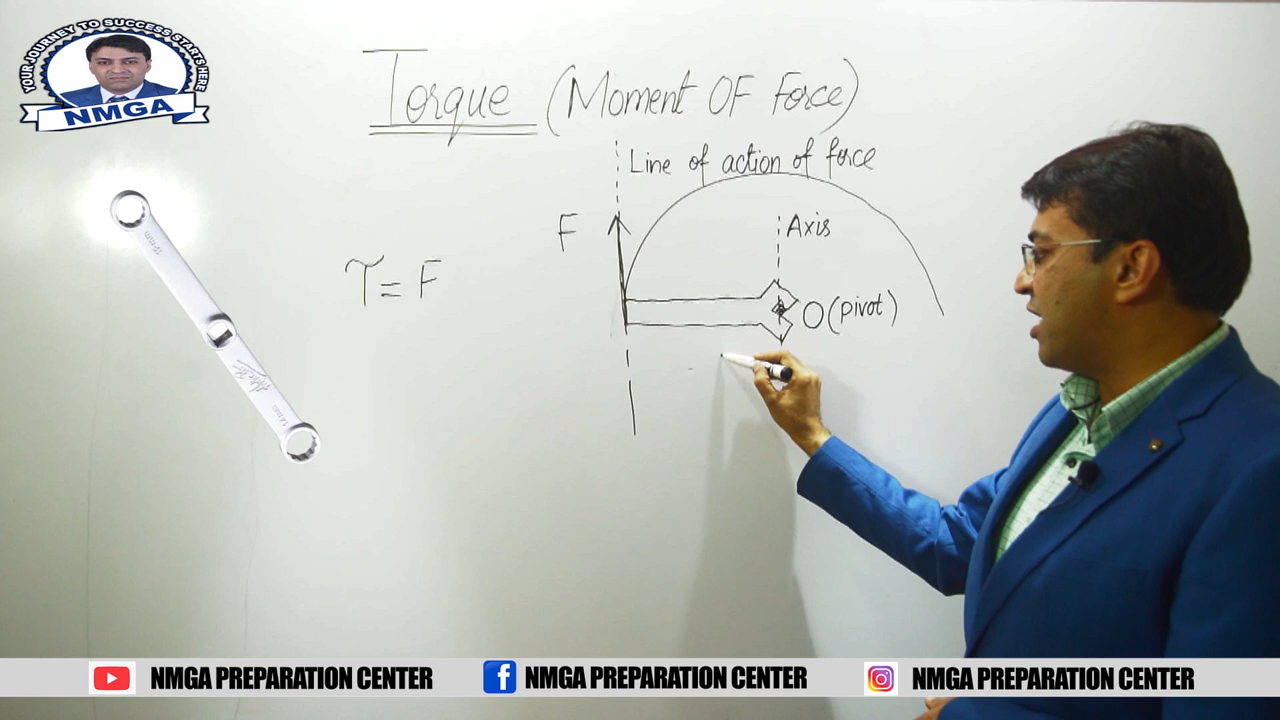 YOUR JOURNEY TO SUCCESS STARTS HERE
NMGA
Torque (Moment OF Force)
Line of action of force
F
Axis
τ = F
O (pivot)
12mm
NMGA PREPARATION CENTER
NMGA PREPARATION CENTER
NMGA PREPARATION CENTER